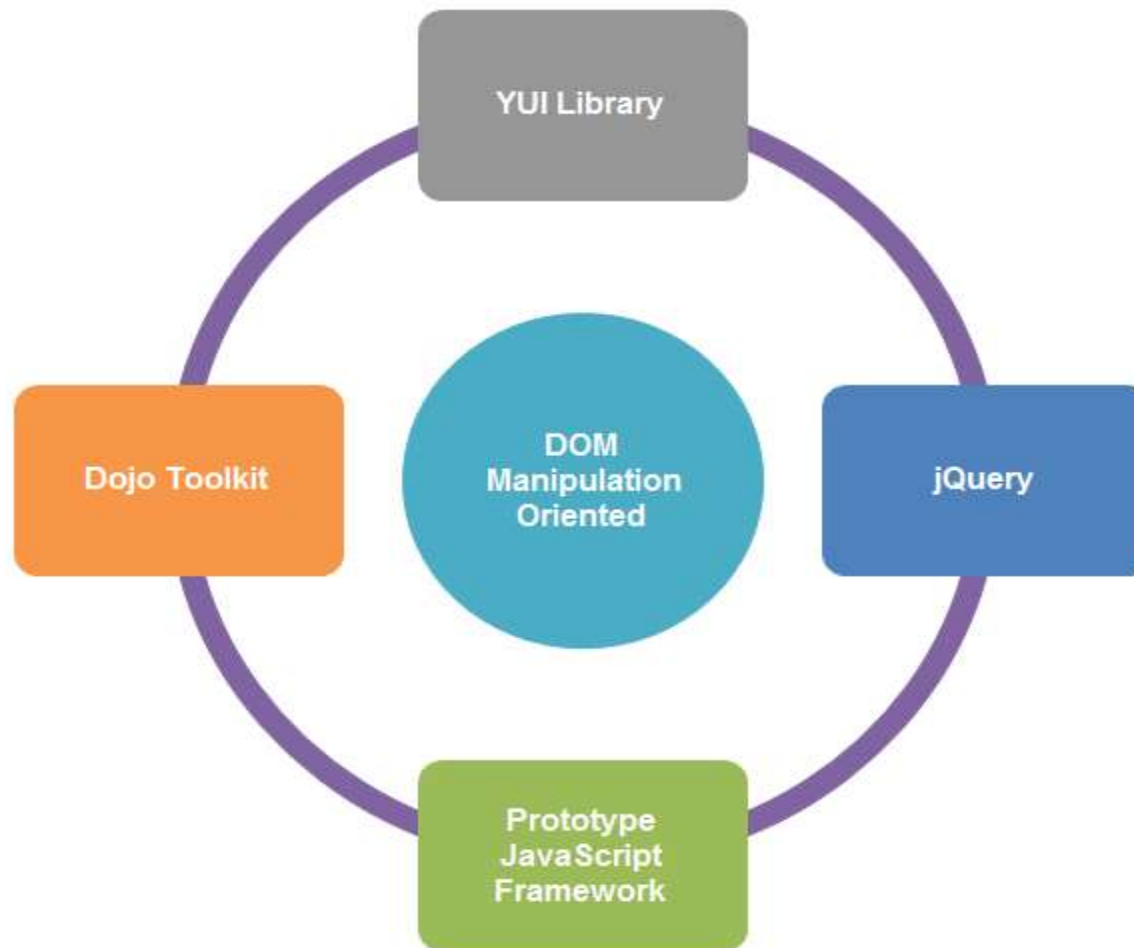 YUI Library
Dojo Toolkit
DOM
Manipulation
Oriented
jQuery
Prototype
JavaScript
Framework